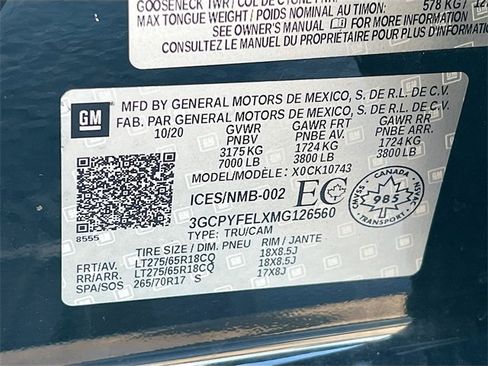 GOOSENECK TWR / COL DE CYGNE
MAX TONGUE WEIGHT / POIDS NOMINAL AU TIMON: 578 KG/
SEE OWNER'S MANUAL FOR MORE INFORMATION
CONSULTEZ LE MANUEL DU PROPRIÉTAIRE POUR PLUS D'INFORMATION
GM
MFD BY GENERAL MOTORS DE MEXICO, S. DE R.L. DE C.V.
FAB. PAR GENERAL MOTORS DE MEXICO, S. DE R.L. DE C.V.
10/20 GVWR GAWR FRT GAWR RR
PNBV PNBE AV. PNBE ARR.
3175 KG 1724 KG 1724 KG
7000 LB 3800 LB 3800 LB
MODEL/MODÈLE: X0CK10743
ICES/NMB-002 EC CANADA 985 TRANSPORT
3GCPYFELXMG126560
8555 TYPE: TRU/CAM
TIRE SIZE / DIM. PNEU RIM / JANTE
FRT/AV. LT275/65R18CQ 18X8.5J
RR/ARR. LT275/65R18CQ 18X8.5J
SPA/SOS 265/70R17 S 17X8J